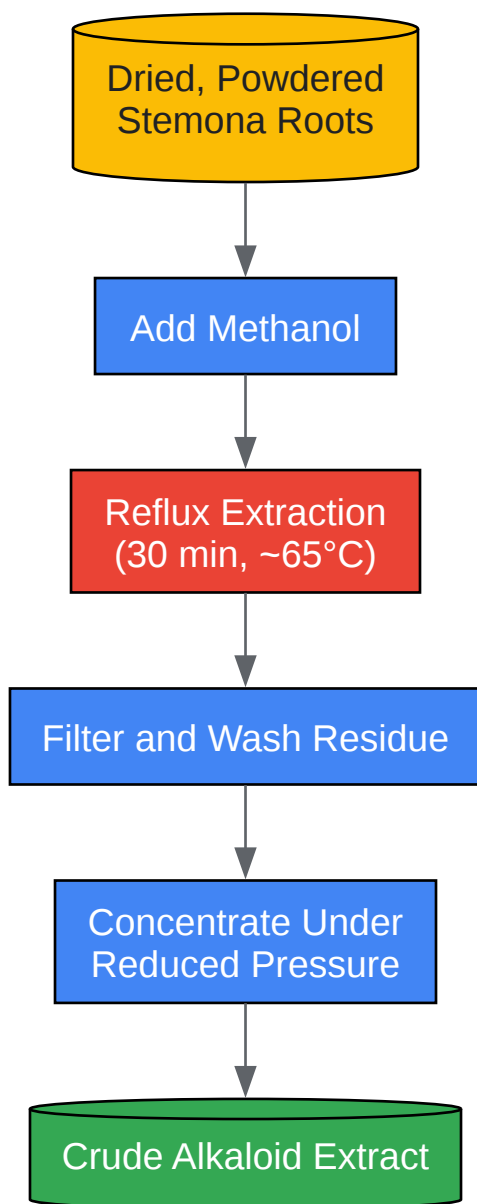 Dried, Powdered
Stemona Roots
Add Methanol
Reflux Extraction
(30 min, ~65°C)
Filter and Wash Residue
Concentrate Under
Reduced Pressure
Crude Alkaloid Extract